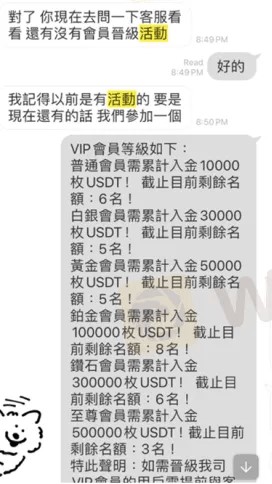 對了 你現在去問一下客服看
看 還有沒有會員晉級活動
8:49 PM
Read
8:49 PM
好的
我記得以前是有活動的 要是
現在還有的話 我們參加一個
8:50 PM
VIP會員等級如下：
普通會員需累計入金10000
枚USDT！ 截止目前剩餘名
額：6名！
白銀會員需累計入金30000
枚USDT！ 截止目前剩餘名
額：5名！
黃金會員需累計入金50000
枚USDT！ 截止目前剩餘名
額：5名！
鉑金會員需累計入金
100000枚USDT！ 截止目
前剩餘名額：8名！
鑽石會員需累計入金
300000枚USDT！ 截止目
前剩餘名額：6名！
至尊會員需累計入金
500000枚USDT！截止目前
剩餘名額：3名！
特此聲明：如需晉級我司
VIP會員的用戶需提前與客